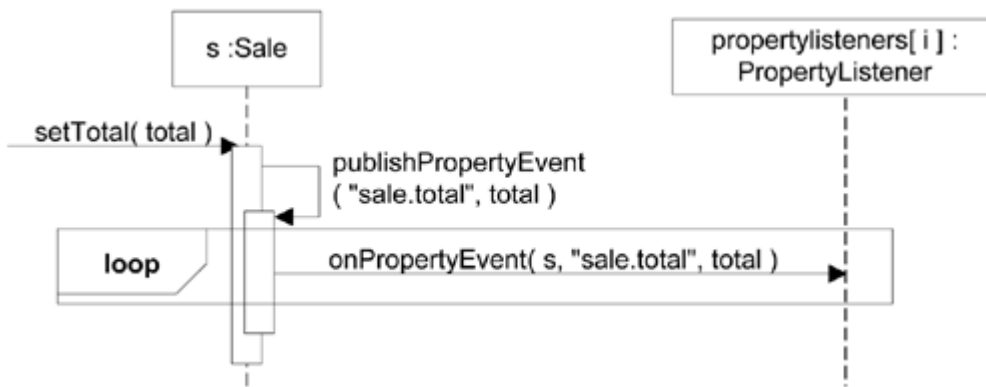 s :Sale
propertylisteners[ i ] :
PropertyListener
setTotal( total )
publishPropertyEvent
( "sale.total", total )
loop
onPropertyEvent( s, "sale.total", total )